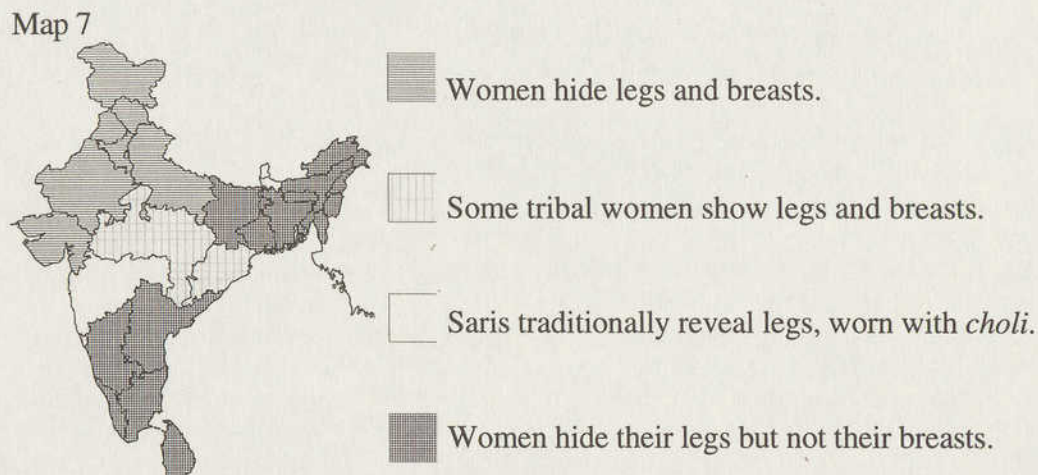 Map 7
Women hide legs and breasts.
Some tribal women show legs and breasts.
Saris traditionally reveal legs, worn with choli.
Women hide their legs but not their breasts.